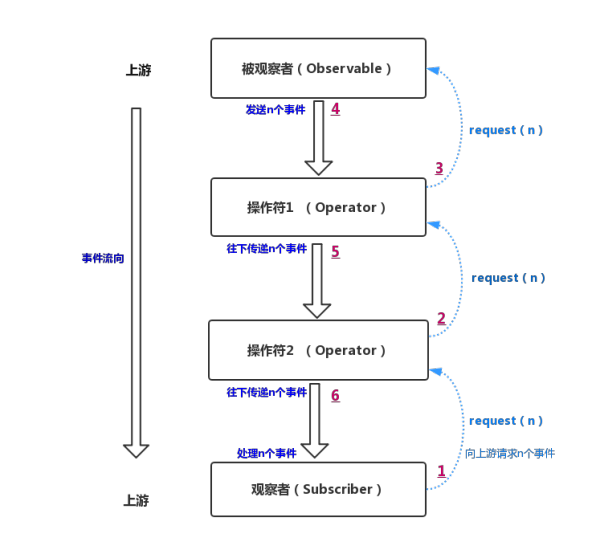 上游
被观察者（Observable）
发送n个事件
4
request（n）
3
操作符1 （Operator）
往下传递n个事件
5
事件流向
request（n）
2
操作符2 （Operator）
往下传递n个事件
6
request（n）
处理n个事件
向上游请求n个事件
1
观察者（Subscriber）
上游